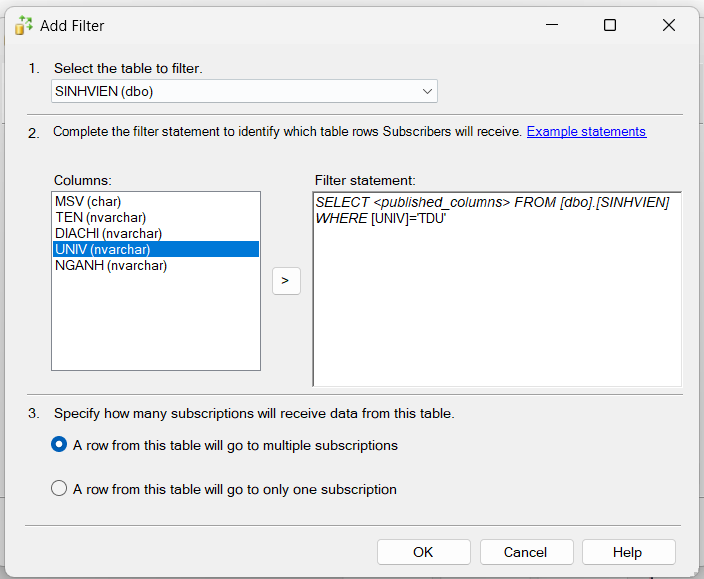 Add Filter
1. Select the table to filter.
SINHVIEN (dbo)
2. Complete the filter statement to identify which table rows Subscribers will receive. Example statements
Columns:
MSV (char)
TEN (nvarchar)
DIACHI (nvarchar)
UNIV (nvarchar)
NGANH (nvarchar)
>
Filter statement:
SELECT <published_columns> FROM [dbo].[SINHVIEN]
WHERE [UNIV]='TDU'
3. Specify how many subscriptions will receive data from this table.
A row from this table will go to multiple subscriptions
A row from this table will go to only one subscription
OK Cancel Help